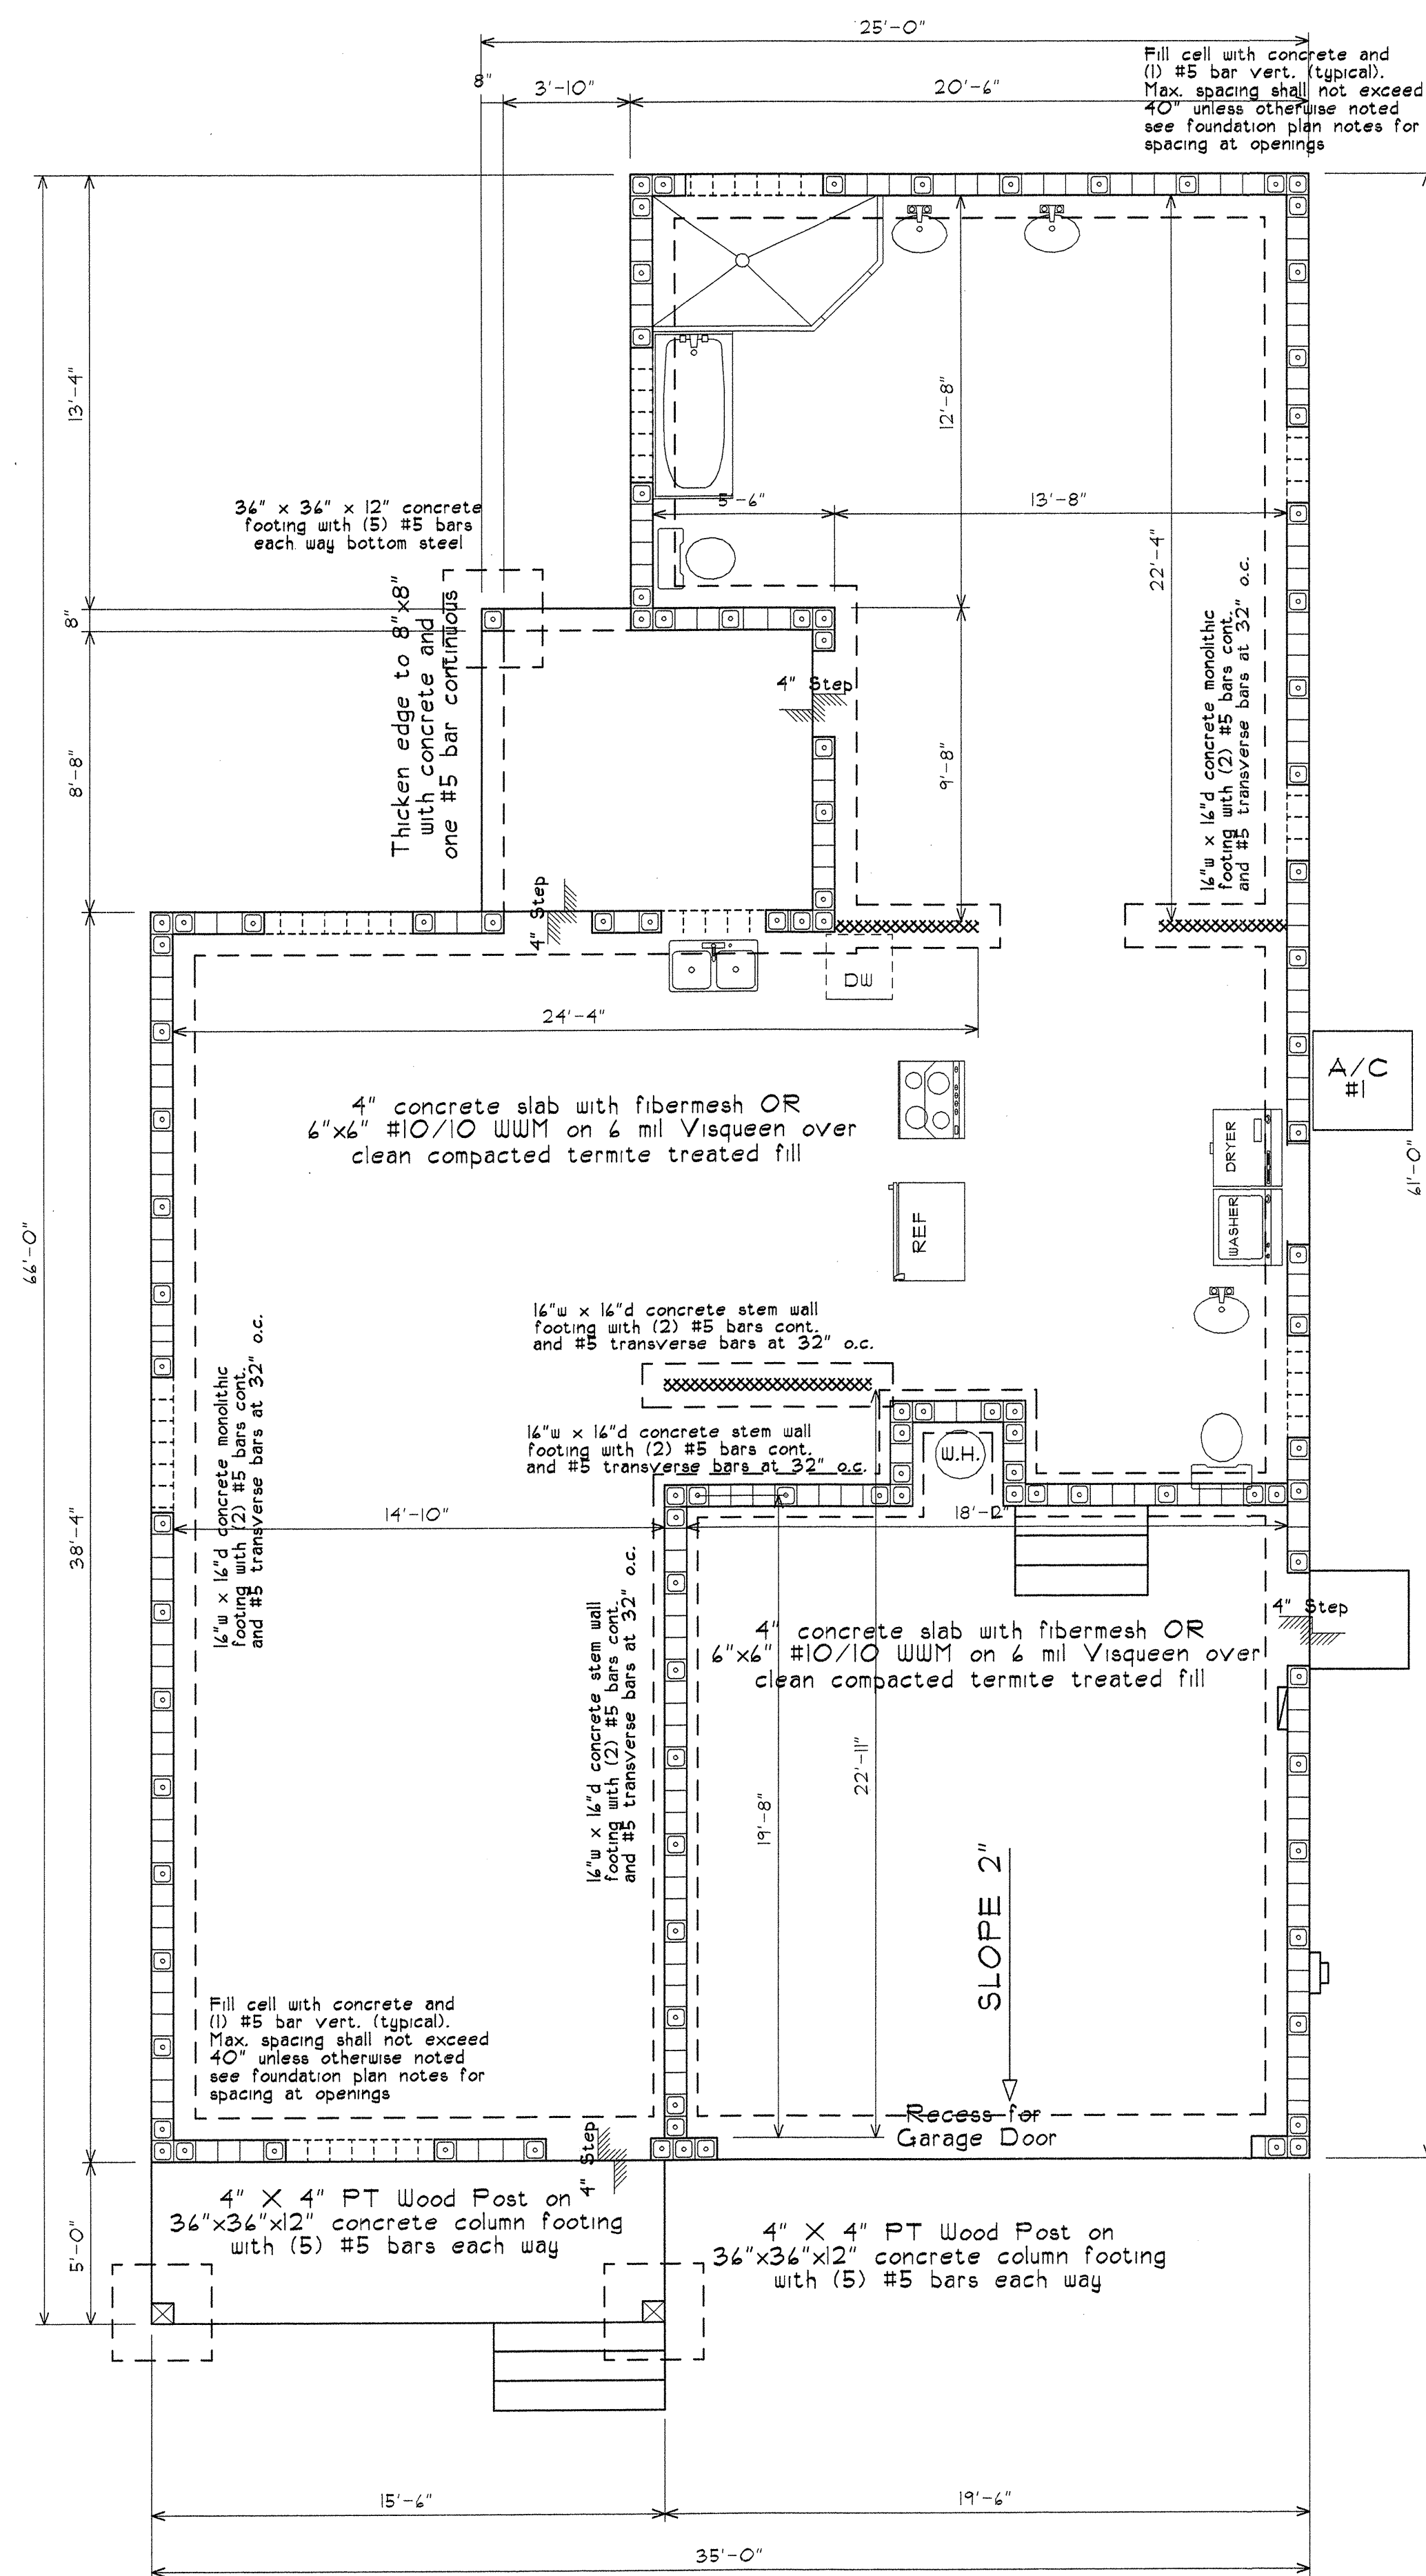 25'-0"
8"
3'-10"
20'-6"
Fill cell with concrete and
(1) #5 bar vert. (typical).
Max. spacing shall not exceed
40" unless otherwise noted
see foundation plan notes for
spacing at openings
13'-4"
12'-8"
5'-6"
13'-8"
22'-4"
36" x 36" x 12" concrete
footing with (5) #5 bars
each way bottom steel
8"
Thicken edge to 8"x8"
with concrete and
one #5 bar continuous
4" Step
8'-8"
9'-8"
16"w x 16"d concrete monolithic
footing with (2) #5 bars cont.
and #5 transverse bars at 32" o.c.
4" Step
DW
24'-4"
A/C
#1
4" concrete slab with fibermesh OR
6"x6" #10/10 WWM on 6 mil Visqueen over
clean compacted termite treated fill
DRYER
WASHER
REF
61'-0"
66'-0"
16"w x 16"d concrete stem wall
footing with (2) #5 bars cont.
and #5 transverse bars at 32" o.c.
16"w x 16"d concrete stem wall
footing with (2) #5 bars cont.
and #5 transverse bars at 32" o.c.
W.H.
16"w x 16"d concrete monolithic
footing with (2) #5 bars cont.
and #5 transverse bars at 32" o.c.
38'-4"
14'-10"
4" Step
4" concrete slab with fibermesh OR
6"x6" #10/10 WWM on 6 mil Visqueen over
clean compacted termite treated fill
16"w x 16"d concrete stem wall
footing with (2) #5 bars cont.
and #5 transverse bars at 32" o.c.
19'-8"
22'-11"
SLOPE 2"
Fill cell with concrete and
(1) #5 bar vert. (typical).
Max. spacing shall not exceed
40" unless otherwise noted
see foundation plan notes for
spacing at openings
Recess for
Garage Door
4" Step
4" X 4" PT Wood Post on
36"x36"x12" concrete column footing
with (5) #5 bars each way
4" X 4" PT Wood Post on
36"x36"x12" concrete column footing
with (5) #5 bars each way
5'-0"
15'-6"
19'-6"
35'-0"